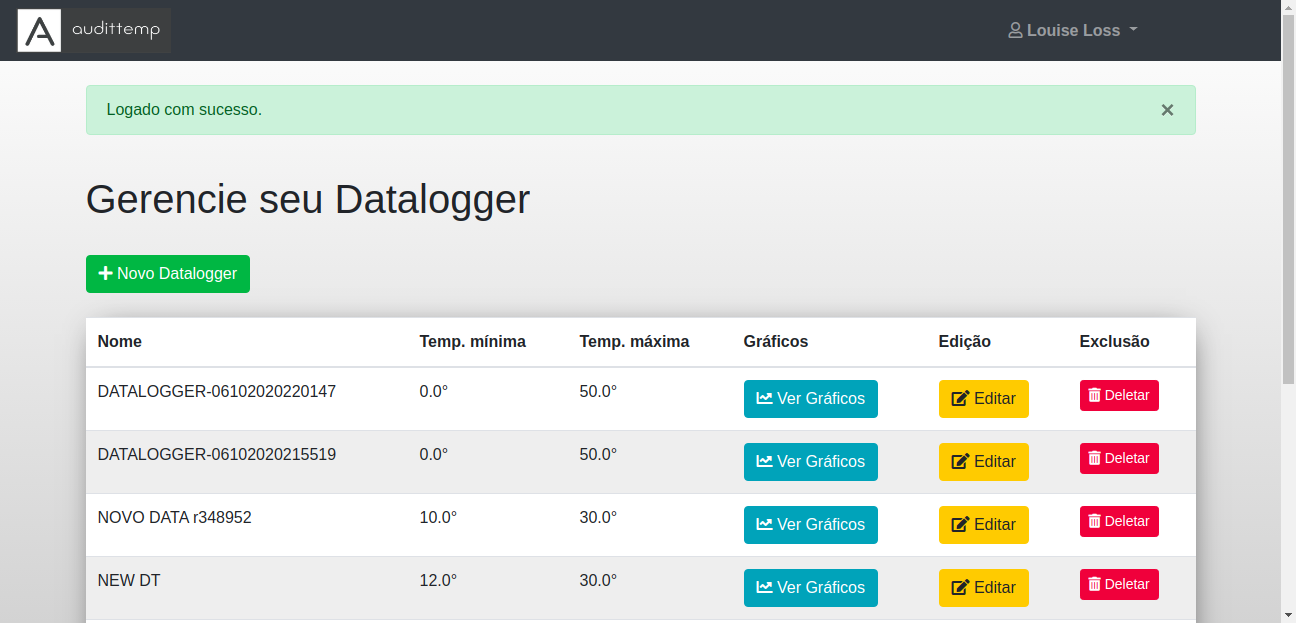 A audittemp
Louise Loss
Logado com sucesso. ×
Gerencie seu Datalogger
Novo Datalogger
Nome Temp. mínima Temp. máxima Gráficos Edição Exclusão
DATALOGGER-06102020220147 0.0° 50.0° Ver Gráficos Editar Deletar
DATALOGGER-06102020215519 0.0° 50.0° Ver Gráficos Editar Deletar
NOVO DATA r348952 10.0° 30.0° Ver Gráficos Editar Deletar
NEW DT 12.0° 30.0° Ver Gráficos Editar Deletar